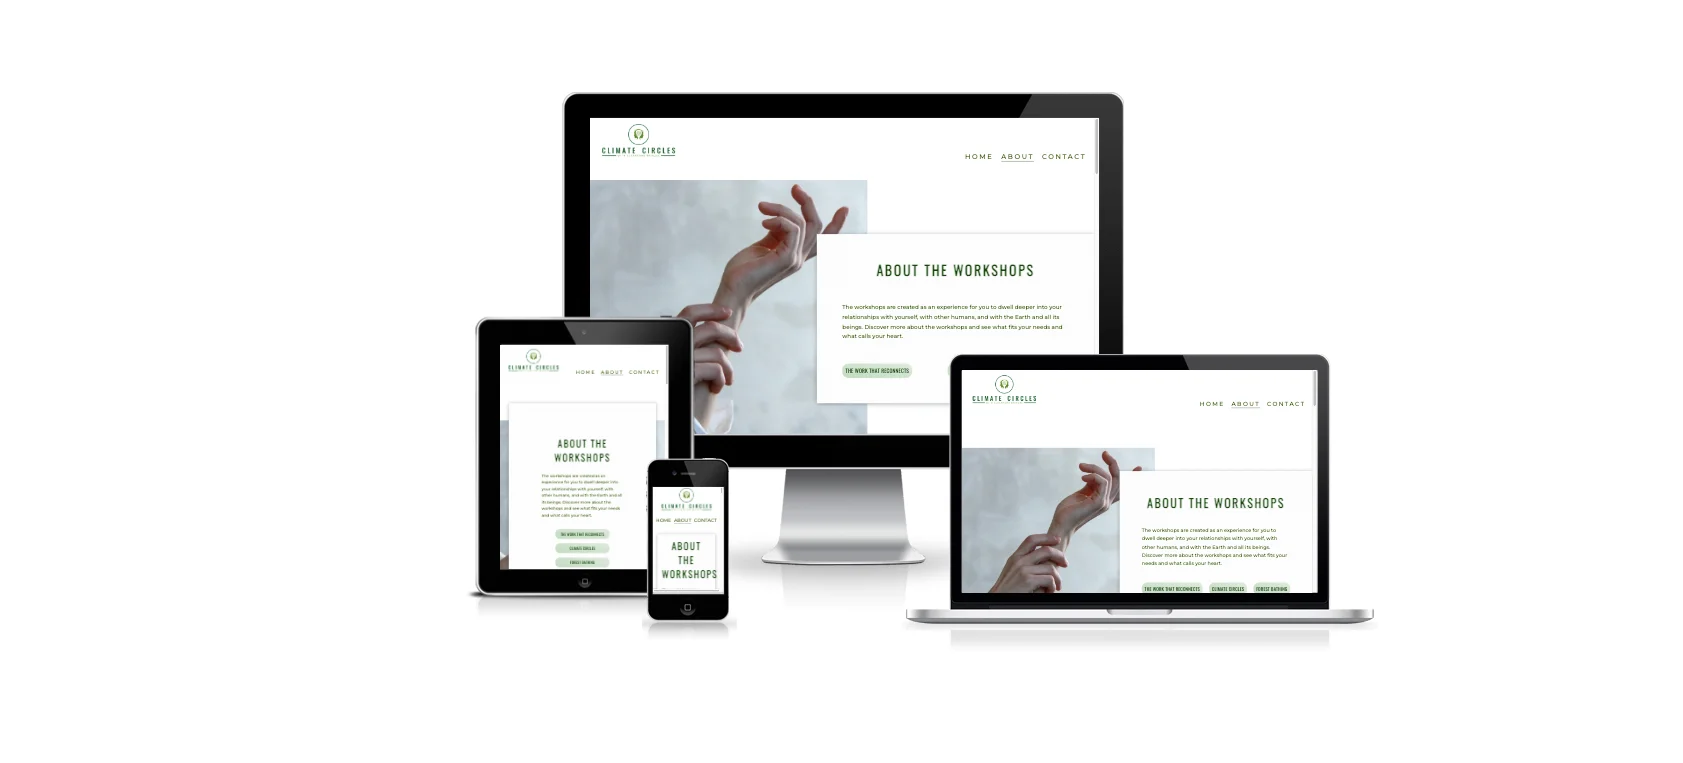 CLIMATE CIRCLES
HOME ABOUT CONTACT
ABOUT THE WORKSHOPS
The workshops are created as an experience for you to dwell deeper into your
relationships with yourself, with other humans, and with the Earth and all its
beings. Discover more about the workshops and see what fits your needs and
what calls your heart.
THE WORK THAT RECONNECTS
CLIMATE CIRCLES
HOME ABOUT CONTACT
ABOUT THE
WORKSHOPS
The workshops are created as an
experience for you to dwell deeper into
your relationships with yourself, with
other humans, and with the Earth and all
its beings. Discover more about the
workshops and see what fits your needs
and what calls your heart.
THE WORK THAT RECONNECTS
CLIMATE CIRCLES
FOREST BATHING
CLIMATE CIRCLES
HOME ABOUT CONTACT
ABOUT
THE
WORKSHOPS
CLIMATE CIRCLES
HOME ABOUT CONTACT
ABOUT THE WORKSHOPS
The workshops are created as an experience for you to
dwell deeper into your relationships with yourself, with
other humans, and with the Earth and all its beings.
Discover more about the workshops and see what fits your
needs and what calls your heart.
THE WORK THAT RECONNECTS CLIMATE CIRCLES FOREST BATHING